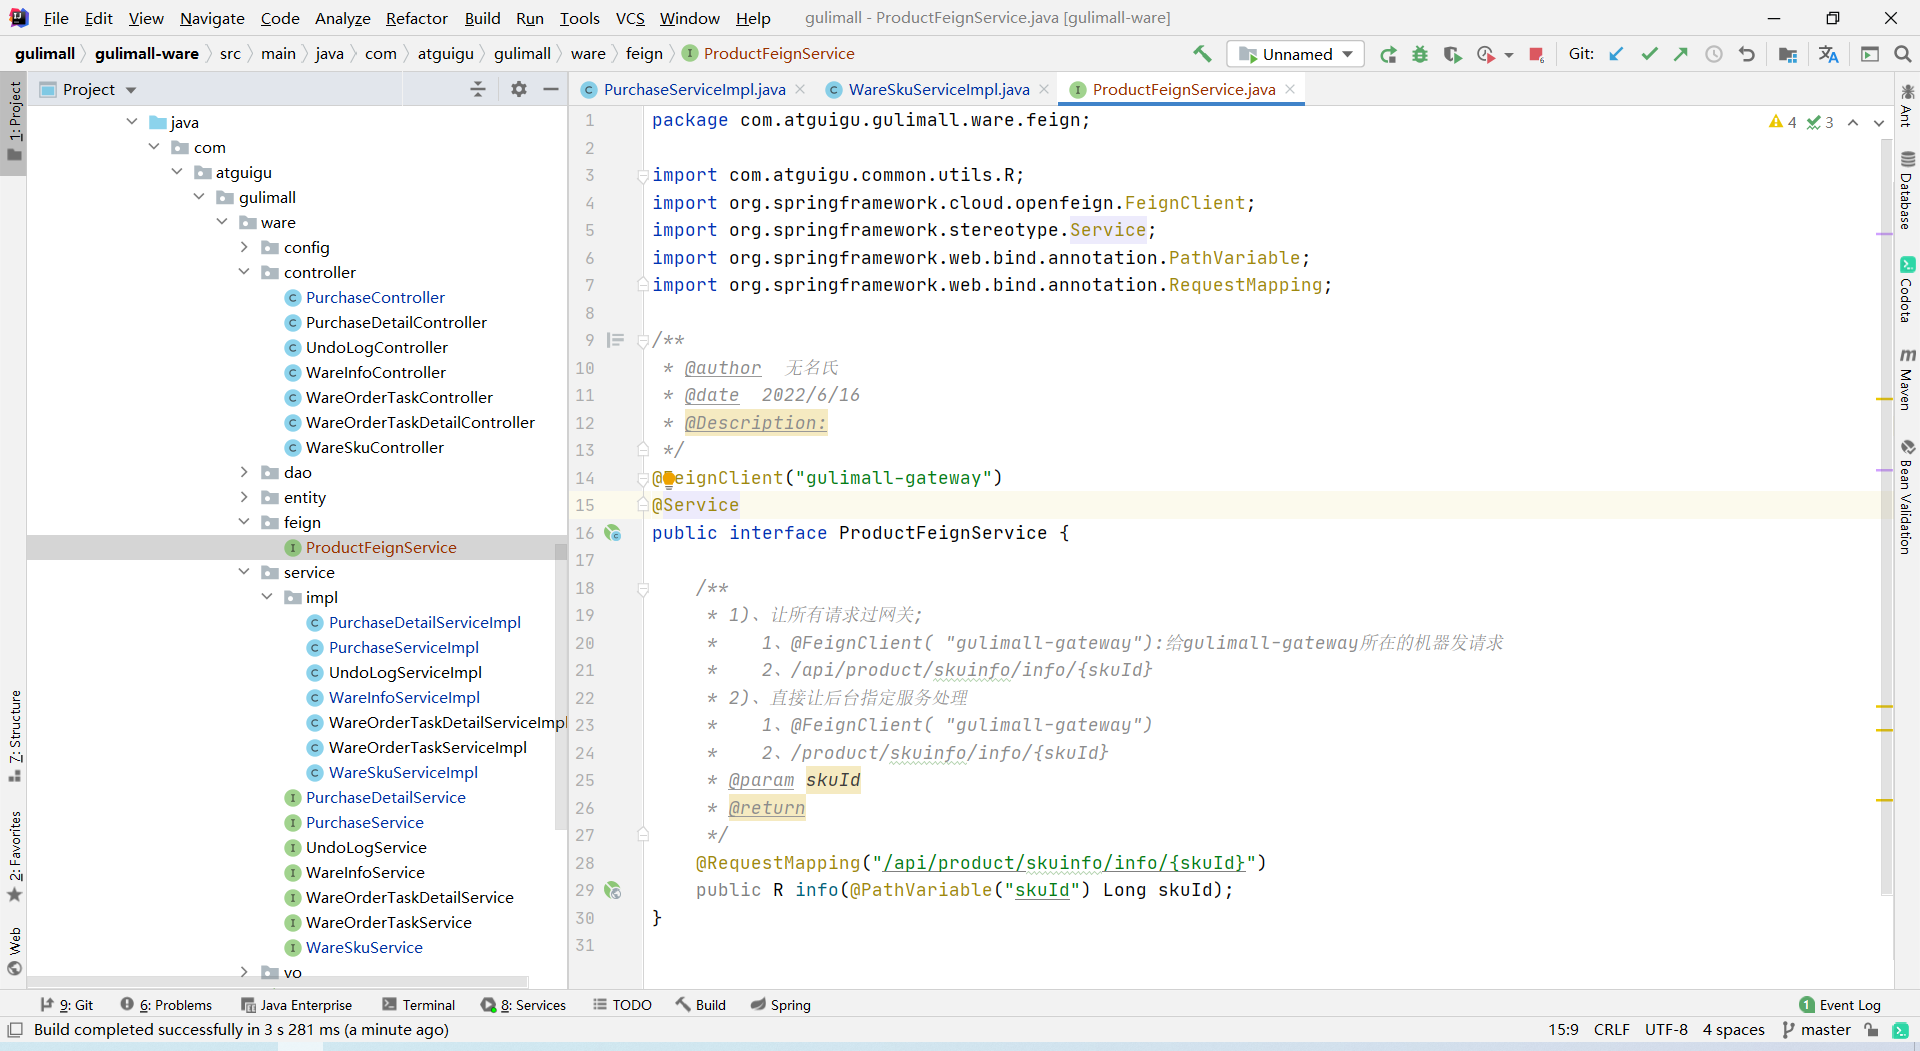 File Edit View Navigate Code Analyze Refactor Build Run Tools VCS Window Help gulimall - ProductFeignService.java [gulimall-ware]
gulimall gulimall-ware src main java com atguigu gulimall ware feign ProductFeignService Unnamed Git:
1: Project
7: Structure
2: Favorites
Web
Project
java
com
atguigu
gulimall
ware
config
controller
PurchaseController
PurchaseDetailController
UndoLogController
WareInfoController
WareOrderTaskController
WareOrderTaskDetailController
WareSkuController
dao
entity
feign
ProductFeignService
service
impl
PurchaseDetailServiceImpl
PurchaseServiceImpl
UndoLogServiceImpl
WareInfoServiceImpl
WareOrderTaskDetailServiceImpl
WareOrderTaskServiceImpl
WareSkuServiceImpl
PurchaseDetailService
PurchaseService
UndoLogService
WareInfoService
WareOrderTaskDetailService
WareOrderTaskService
WareSkuService
vo
PurchaseServiceImpl.java WareSkuServiceImpl.java ProductFeignService.java
4 3
1 package com.atguigu.gulimall.ware.feign;
2
3 import com.atguigu.common.utils.R;
4 import org.springframework.cloud.openfeign.FeignClient;
5 import org.springframework.stereotype.Service;
6 import org.springframework.web.bind.annotation.PathVariable;
7 import org.springframework.web.bind.annotation.RequestMapping;
8
9 /**
10 * @author 无名氏
11 * @date 2022/6/16
12 * @Description:
13 */
14 @FeignClient("gulimall-gateway")
15 @Service
16 public interface ProductFeignService {
17
18 /**
19 * 1)、让所有请求过网关;
20 * 1、@FeignClient( "gulimall-gateway"):给gulimall-gateway所在的机器发请求
21 * 2、/api/product/skuinfo/info/{skuId}
22 * 2)、直接让后台指定服务处理
23 * 1、@FeignClient( "gulimall-gateway")
24 * 2、/product/skuinfo/info/{skuId}
25 * @param skuId
26 * @return
27 */
28 @RequestMapping("/api/product/skuinfo/info/{skuId}")
29 public R info(@PathVariable("skuId") Long skuId);
30 }
31
Ant
Database
Codota
Maven
Bean Validation
9: Git 6: Problems Java Enterprise Terminal 8: Services TODO Build Spring 1 Event Log
Build completed successfully in 3 s 281 ms (a minute ago) 15:9 CRLF UTF-8 4 spaces master